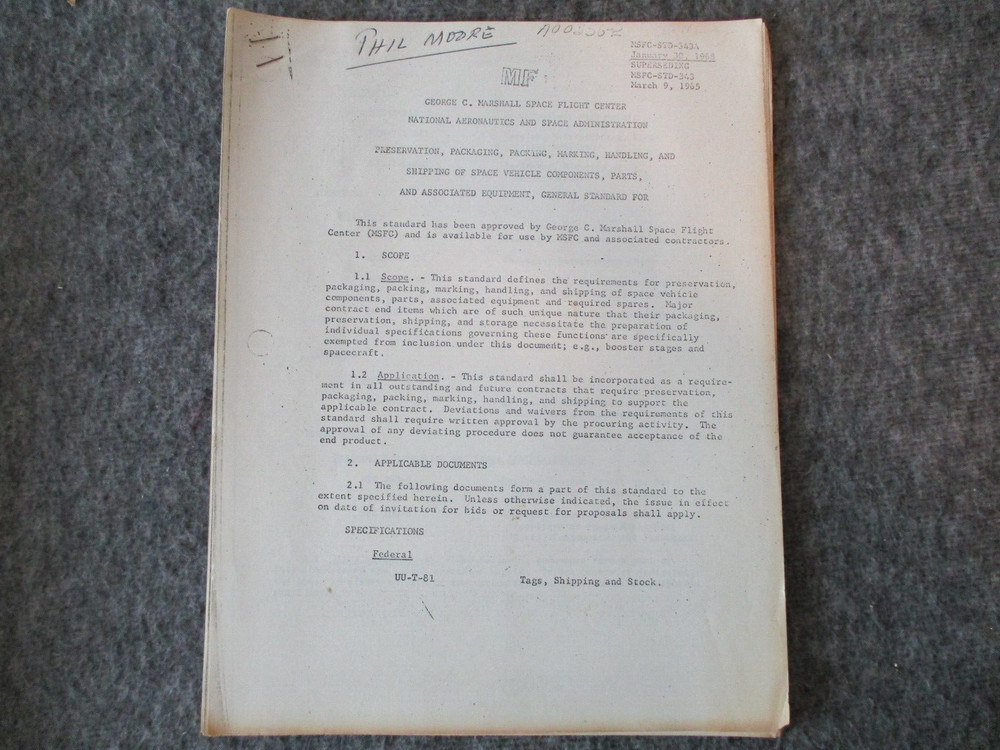 PHIL MOORE
MSFC-STD-343A
January 30, 1965
SUPERSEDING
MSFC-STD-343
March 9, 1965
MF
GEORGE C. MARSHALL SPACE FLIGHT CENTER
NATIONAL AERONAUTICS AND SPACE ADMINISTRATION
PRESERVATION, PACKAGING, PACKING, MARKING, HANDLING, AND
SHIPPING OF SPACE VEHICLE COMPONENTS, PARTS,
AND ASSOCIATED EQUIPMENT, GENERAL STANDARD FOR
This standard has been approved by George C. Marshall Space Flight
Center (MSFC) and is available for use by MSFC and associated contractors.
1. SCOPE
1.1 Scope. - This standard defines the requirements for preservation,
packaging, packing, marking, handling, and shipping of space vehicle
components, parts, associated equipment and required spares. Major
contract end items which are of such unique nature that their packaging,
preservation, shipping, and storage necessitate the preparation of
individual specifications governing these functions are specifically
exempted from inclusion under this document; e.g., booster stages and
spacecraft.
1.2 Application. - This standard shall be incorporated as a require-
ment in all outstanding and future contracts that require preservation,
packaging, packing, marking, handling, and shipping to support the
applicable contract. Deviations and waivers from the requirements of this
standard shall require written approval by the procuring activity. The
approval of any deviating procedure does not guarantee acceptance of the
end product.
2. APPLICABLE DOCUMENTS
2.1 The following documents form a part of this standard to the
extent specified herein. Unless otherwise indicated, the issue in effect
on date of invitation for bids or request for proposals shall apply.
SPECIFICATIONS
Federal
UU-T-81 Tags, Shipping and Stock.